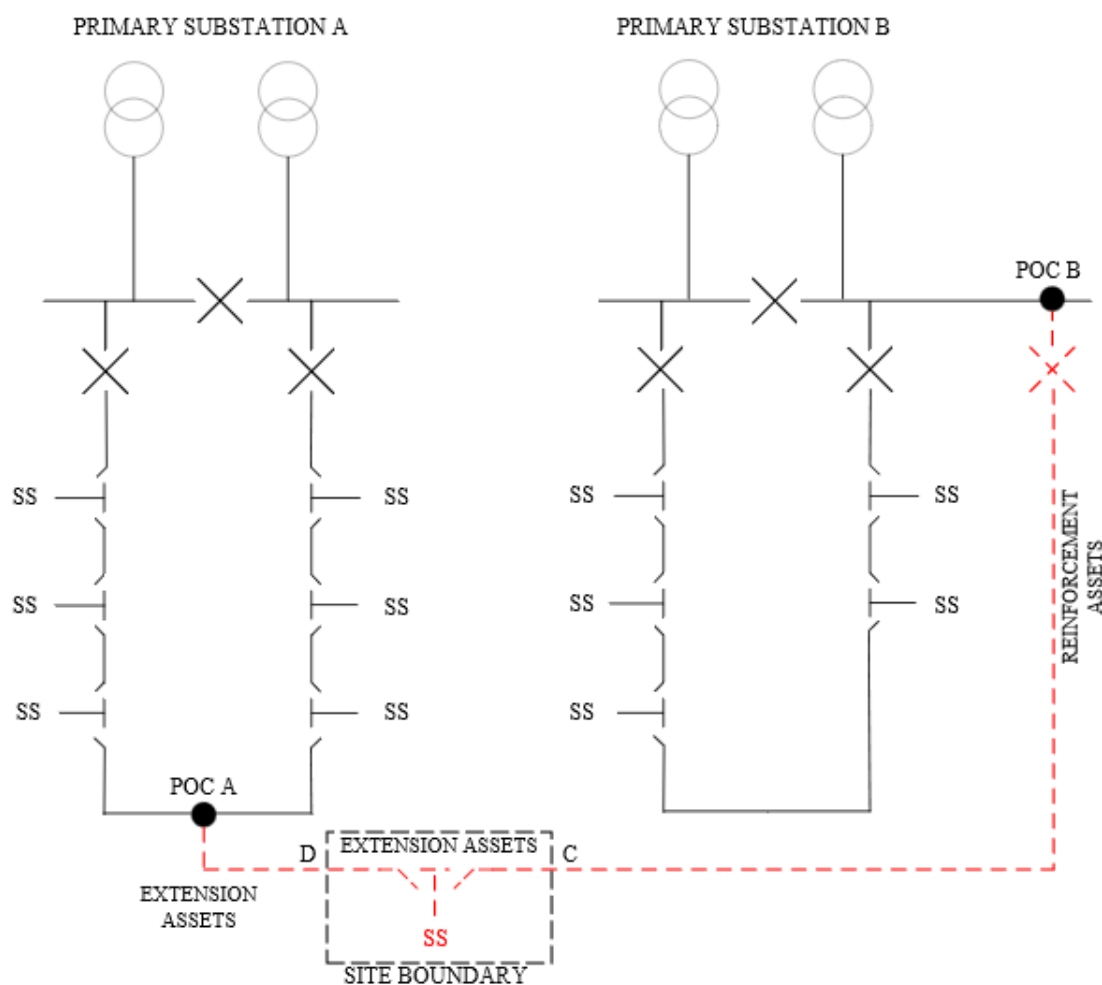 PRIMARY SUBSTATION A
PRIMARY SUBSTATION B
POC B
SS
SS
SS
SS
SS
SS
SS
SS
REINFORCEMENT
ASSETS
SS
SS
SS
POC A
D
EXTENSION ASSETS
C
EXTENSION
ASSETS
SS
SITE BOUNDARY